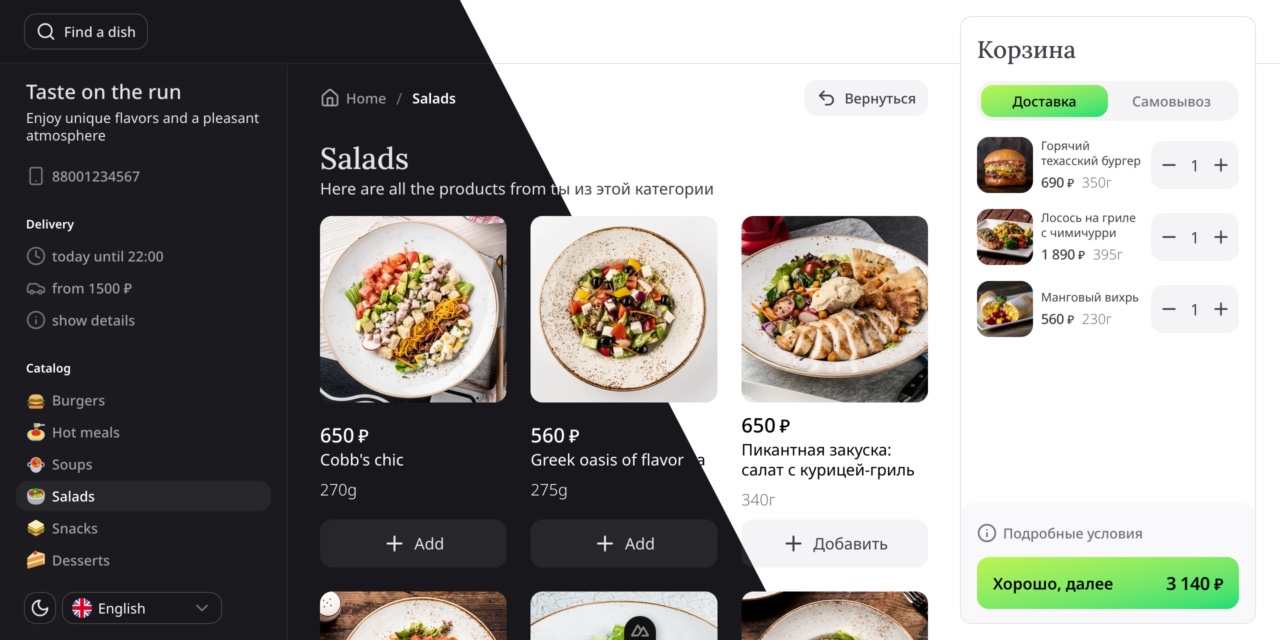 Find a dish
Taste on the run
Enjoy unique flavors and a pleasant
atmosphere
88001234567
Delivery
today until 22:00
from 1500 ₽
show details
Catalog
Burgers
Hot meals
Soups
Salads
Snacks
Desserts
English
Home / Salads
Вернуться
Salads
Here are all the products from ты из этой категории
650 ₽
Cobb's chic
270g
+ Add
560 ₽
Greek oasis of flavor а
275g
+ Add
650 ₽
Пикантная закуска:
салат с курицей-гриль
340г
+ Добавить
Корзина
Доставка
Самовывоз
Горячий
техасский бургер
690 ₽ 350г
− 1 +
Лосось на гриле
с чимичурри
1 890 ₽ 395г
− 1 +
Манговый вихрь
560 ₽ 230г
− 1 +
Подробные условия
Хорошо, далее 3 140 ₽